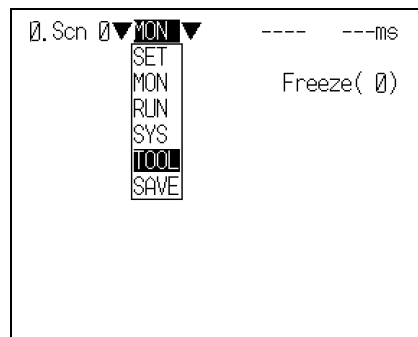 0. Scn 0▼MON ▼ ---- ---ms
SET
MON Freeze( 0)
RUN
SYS
TOOL
SAVE